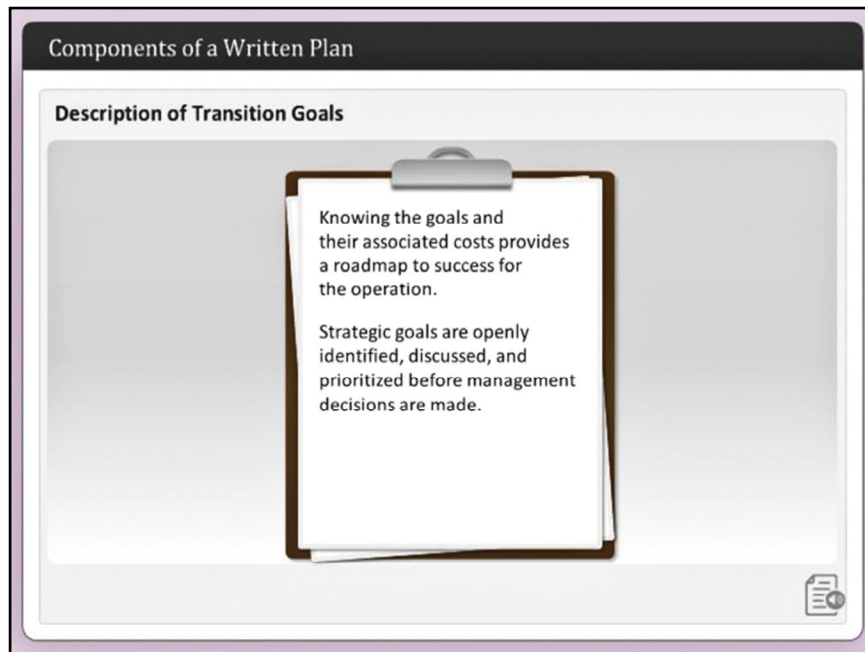 Components of a Written Plan
Description of Transition Goals
Knowing the goals and
their associated costs provides
a roadmap to success for
the operation.
Strategic goals are openly
identified, discussed, and
prioritized before management
decisions are made.